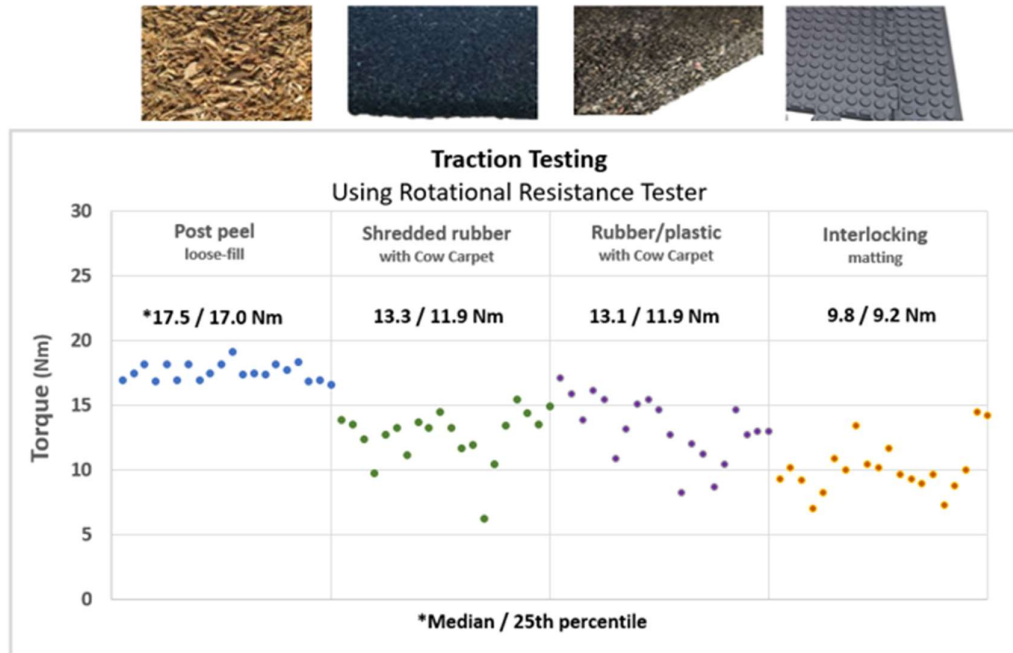 Traction Testing
Using Rotational Resistance Tester
30
25
20
15
10
5
0
Torque (Nm)
Post peel
loose-fill
*17.5 / 17.0 Nm
Shredded rubber
with Cow Carpet
13.3 / 11.9 Nm
Rubber/plastic
with Cow Carpet
13.1 / 11.9 Nm
Interlocking
matting
9.8 / 9.2 Nm
*Median / 25th percentile